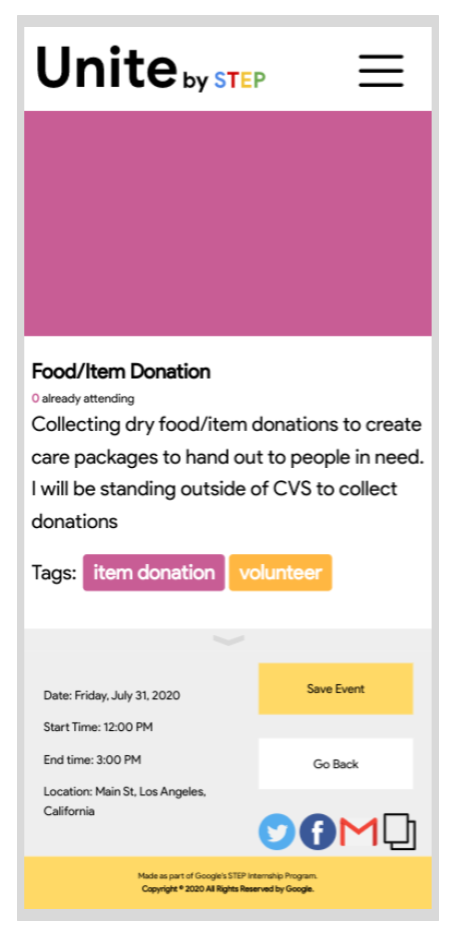 Unite by STEP
Food/Item Donation
0 already attending
Collecting dry food/item donations to create
care packages to hand out to people in need.
I will be standing outside of CVS to collect
donations
Tags: item donation volunteer
Date: Friday, July 31, 2020
Start Time: 12:00 PM
End time: 3:00 PM
Location: Main St, Los Angeles,
California
Save Event
Go Back
Made as part of Google's STEP Internship Program.
Copyright © 2020 All Rights Reserved by Google.